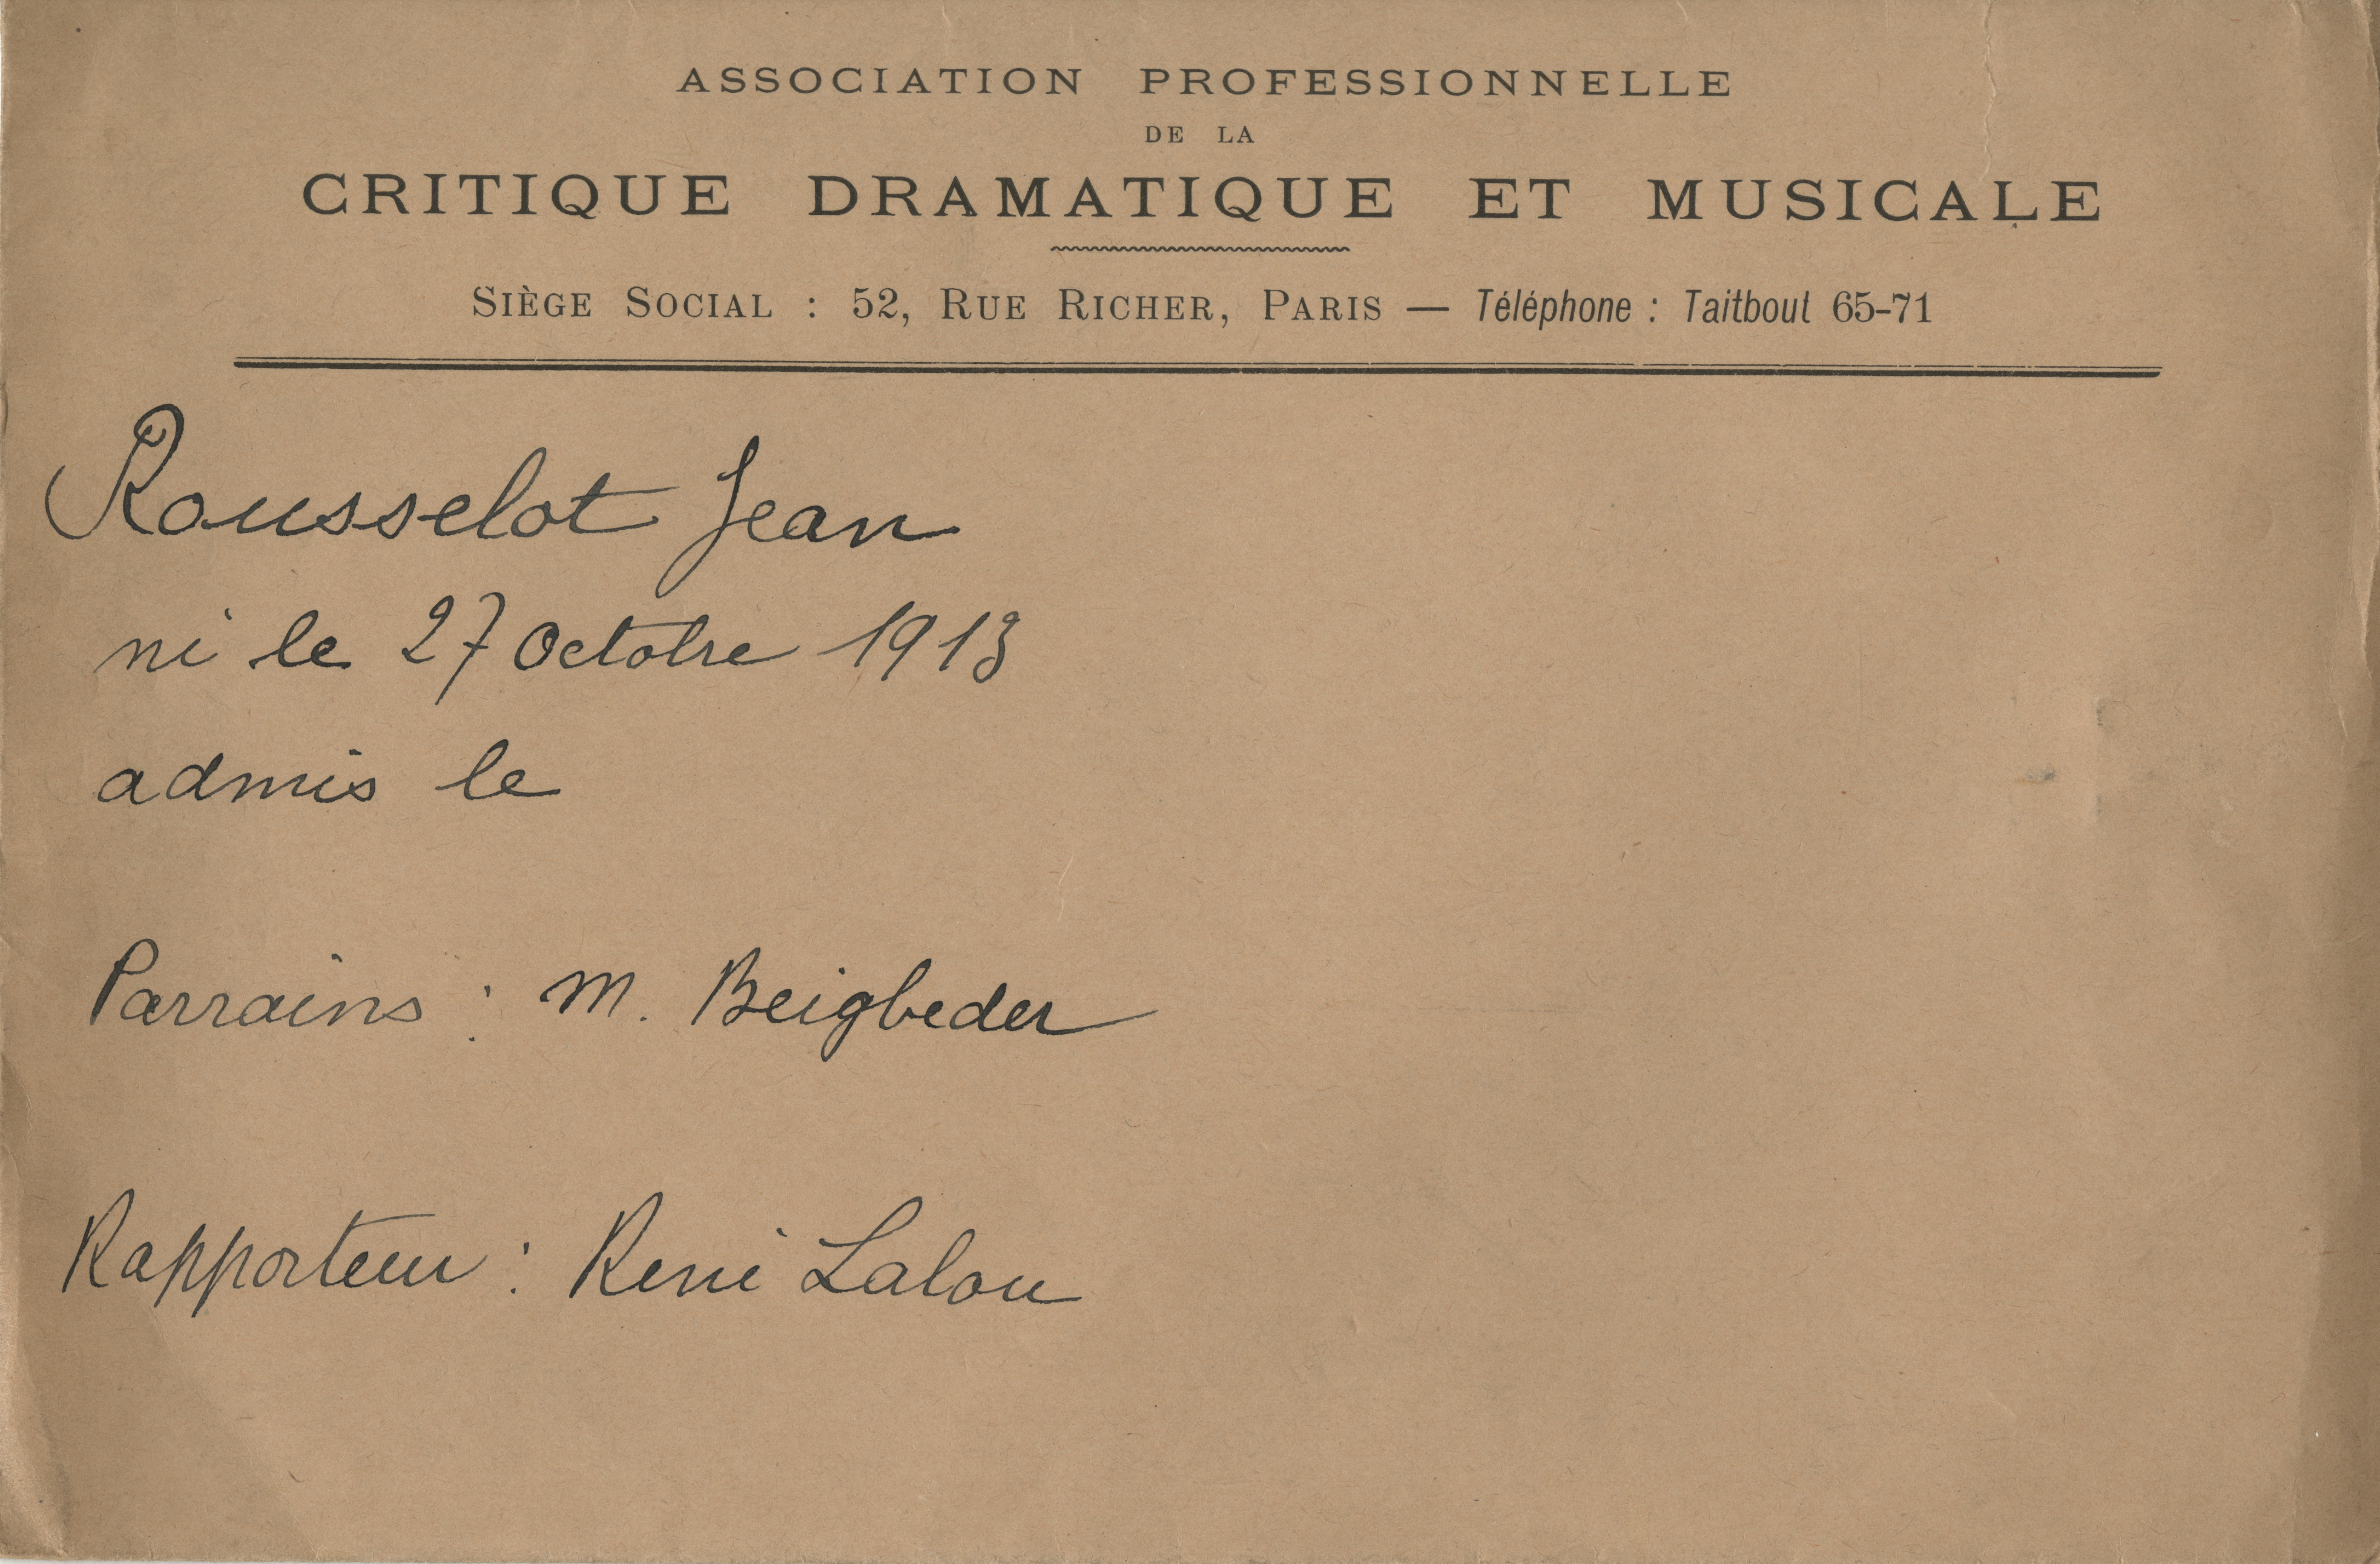 ASSOCIATION PROFESSIONNELLE
DE LA
CRITIQUE DRAMATIQUE ET MUSICALE
SIÈGE SOCIAL : 52, RUE RICHER, PARIS — Téléphone : Taitbout 65-71
Rousselot Jean
né le 27 Octobre 1913
admis le
Parrains : M. Beigbeder
Rapporteur : René Lalou